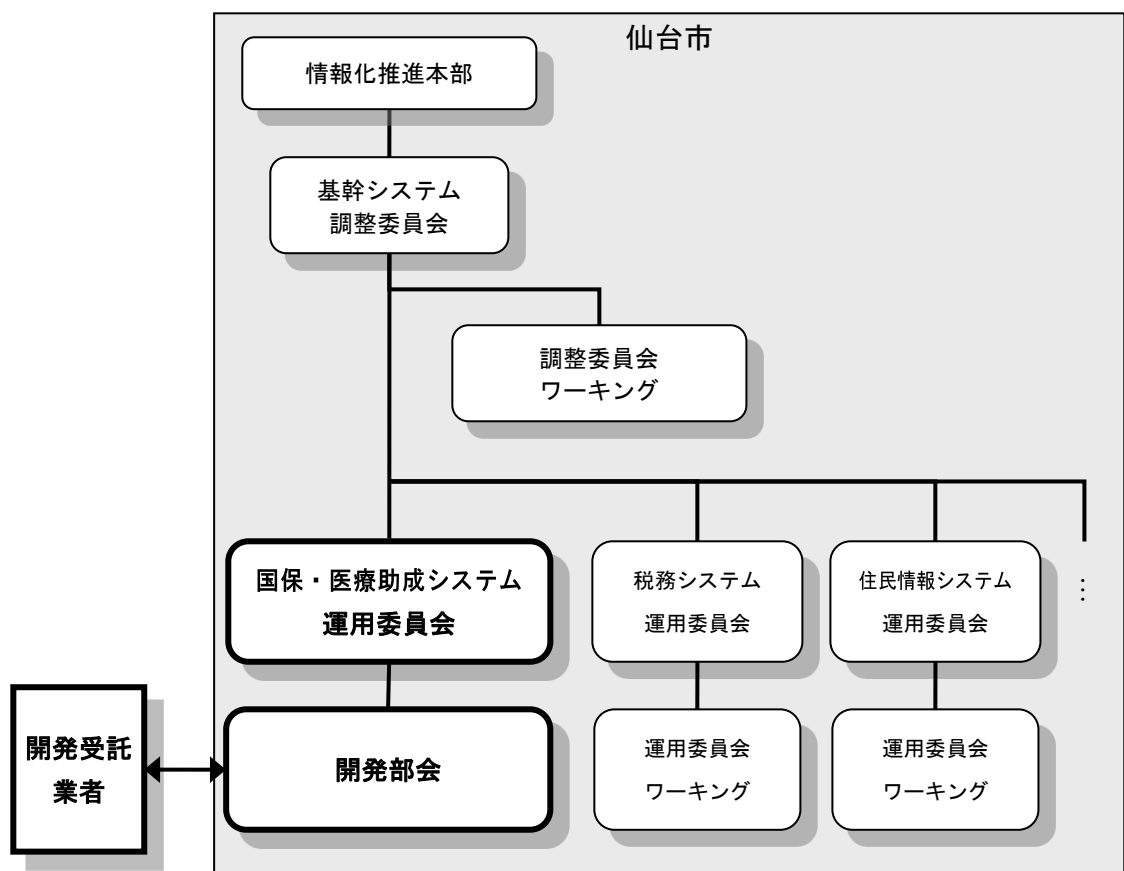 仙台市
情報化推進本部
基幹システム
調整委員会
調整委員会
ワーキング
国保・医療助成システム
運用委員会
税務システム
運用委員会
住民情報システム
運用委員会
…
開発受託
業者
開発部会
運用委員会
ワーキング
運用委員会
ワーキング